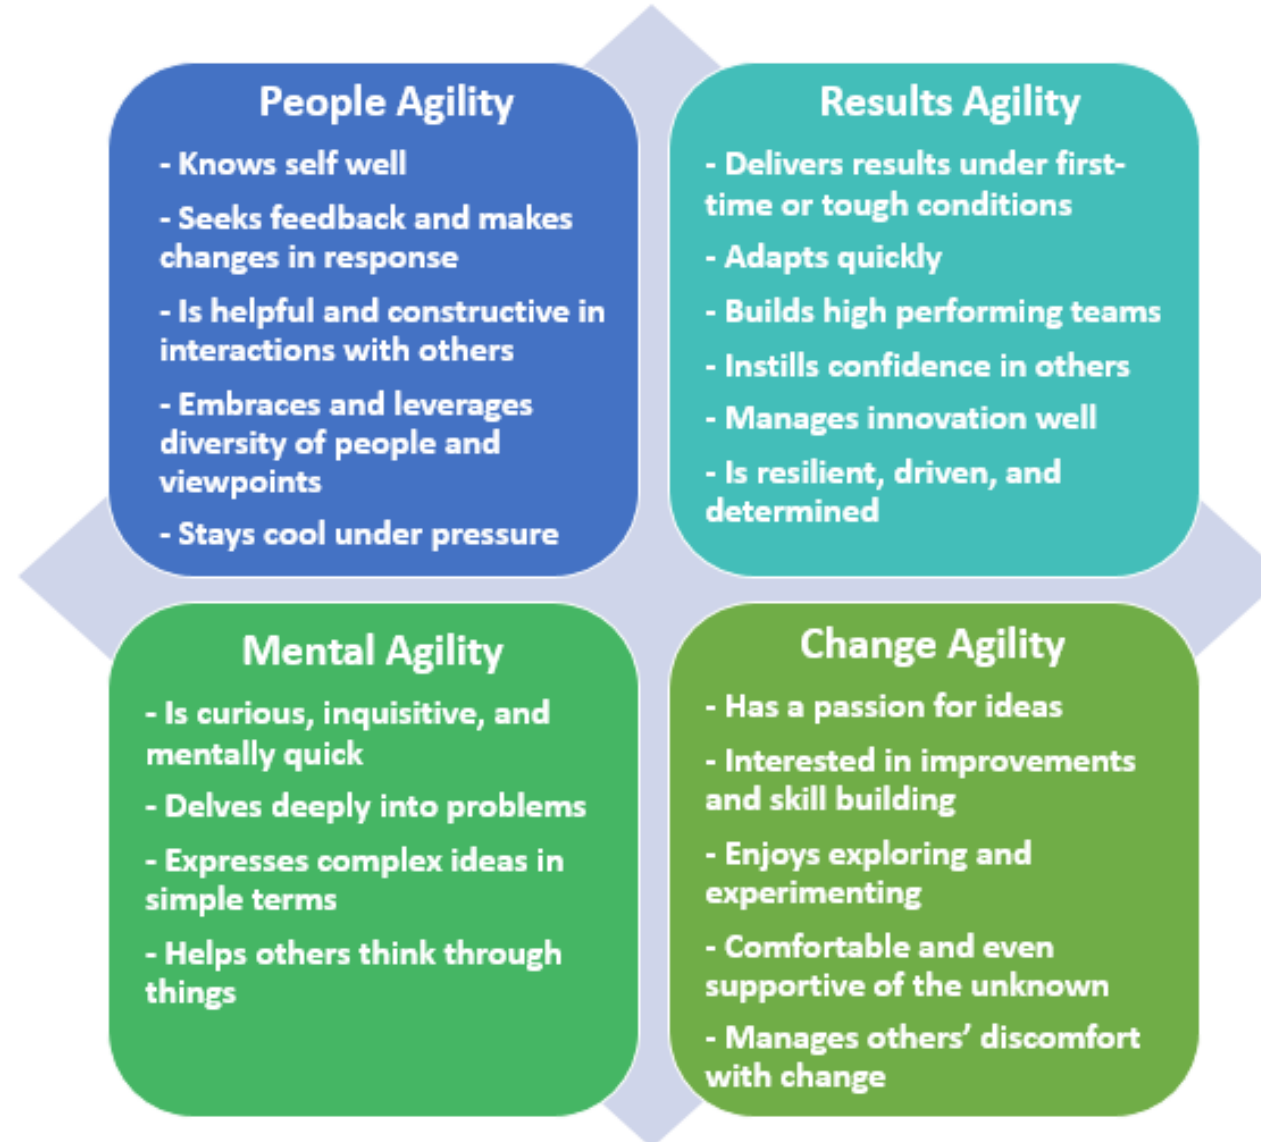 People Agility
- Knows self well
- Seeks feedback and makes
changes in response
- Is helpful and constructive in
interactions with others
- Embraces and leverages
diversity of people and
viewpoints
- Stays cool under pressure
Results Agility
- Delivers results under first-
time or tough conditions
- Adapts quickly
- Builds high performing teams
- Instills confidence in others
- Manages innovation well
- Is resilient, driven, and
determined
Mental Agility
- Is curious, inquisitive, and
mentally quick
- Delves deeply into problems
- Expresses complex ideas in
simple terms
- Helps others think through
things
Change Agility
- Has a passion for ideas
- Interested in improvements
and skill building
- Enjoys exploring and
experimenting
- Comfortable and even
supportive of the unknown
- Manages others’ discomfort
with change